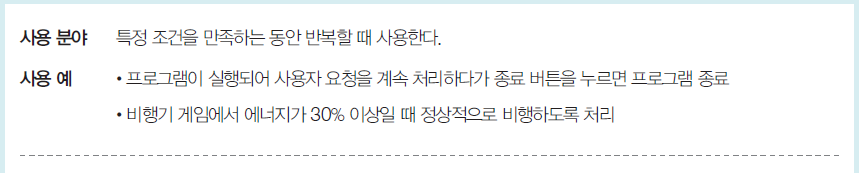 사용 분야 특정 조건을 만족하는 동안 반복할 때 사용한다.
사용 예 • 프로그램이 실행되어 사용자 요청을 계속 처리하다가 종료 버튼을 누르면 프로그램 종료
• 비행기 게임에서 에너지가 30% 이상일 때 정상적으로 비행하도록 처리